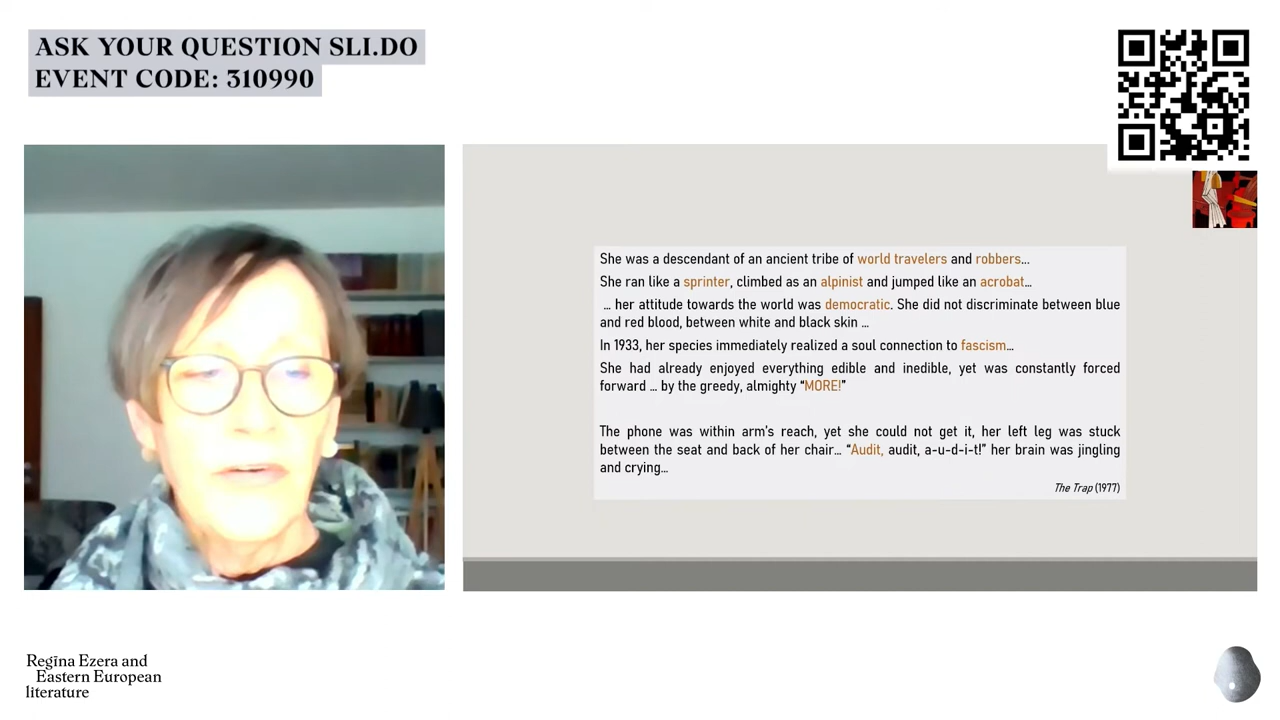 ASK YOUR QUESTION SLI.DO
EVENT CODE: 310990
She was a descendant of an ancient tribe of world travelers and robbers...
She ran like a sprinter, climbed as an alpinist and jumped like an acrobat...
... her attitude towards the world was democratic. She did not discriminate between blue
and red blood, between white and black skin ...
In 1933, her species immediately realized a soul connection to fascism...
She had already enjoyed everything edible and inedible, yet was constantly forced
forward ... by the greedy, almighty "MORE!"
The phone was within arm's reach, yet she could not get it, her left leg was stuck
between the seat and back of her chair... "Audit, audit, a-u-d-i-t!" her brain was jingling
and crying...
The Trap (1977)
Regīna Ezera and
Eastern European
literature